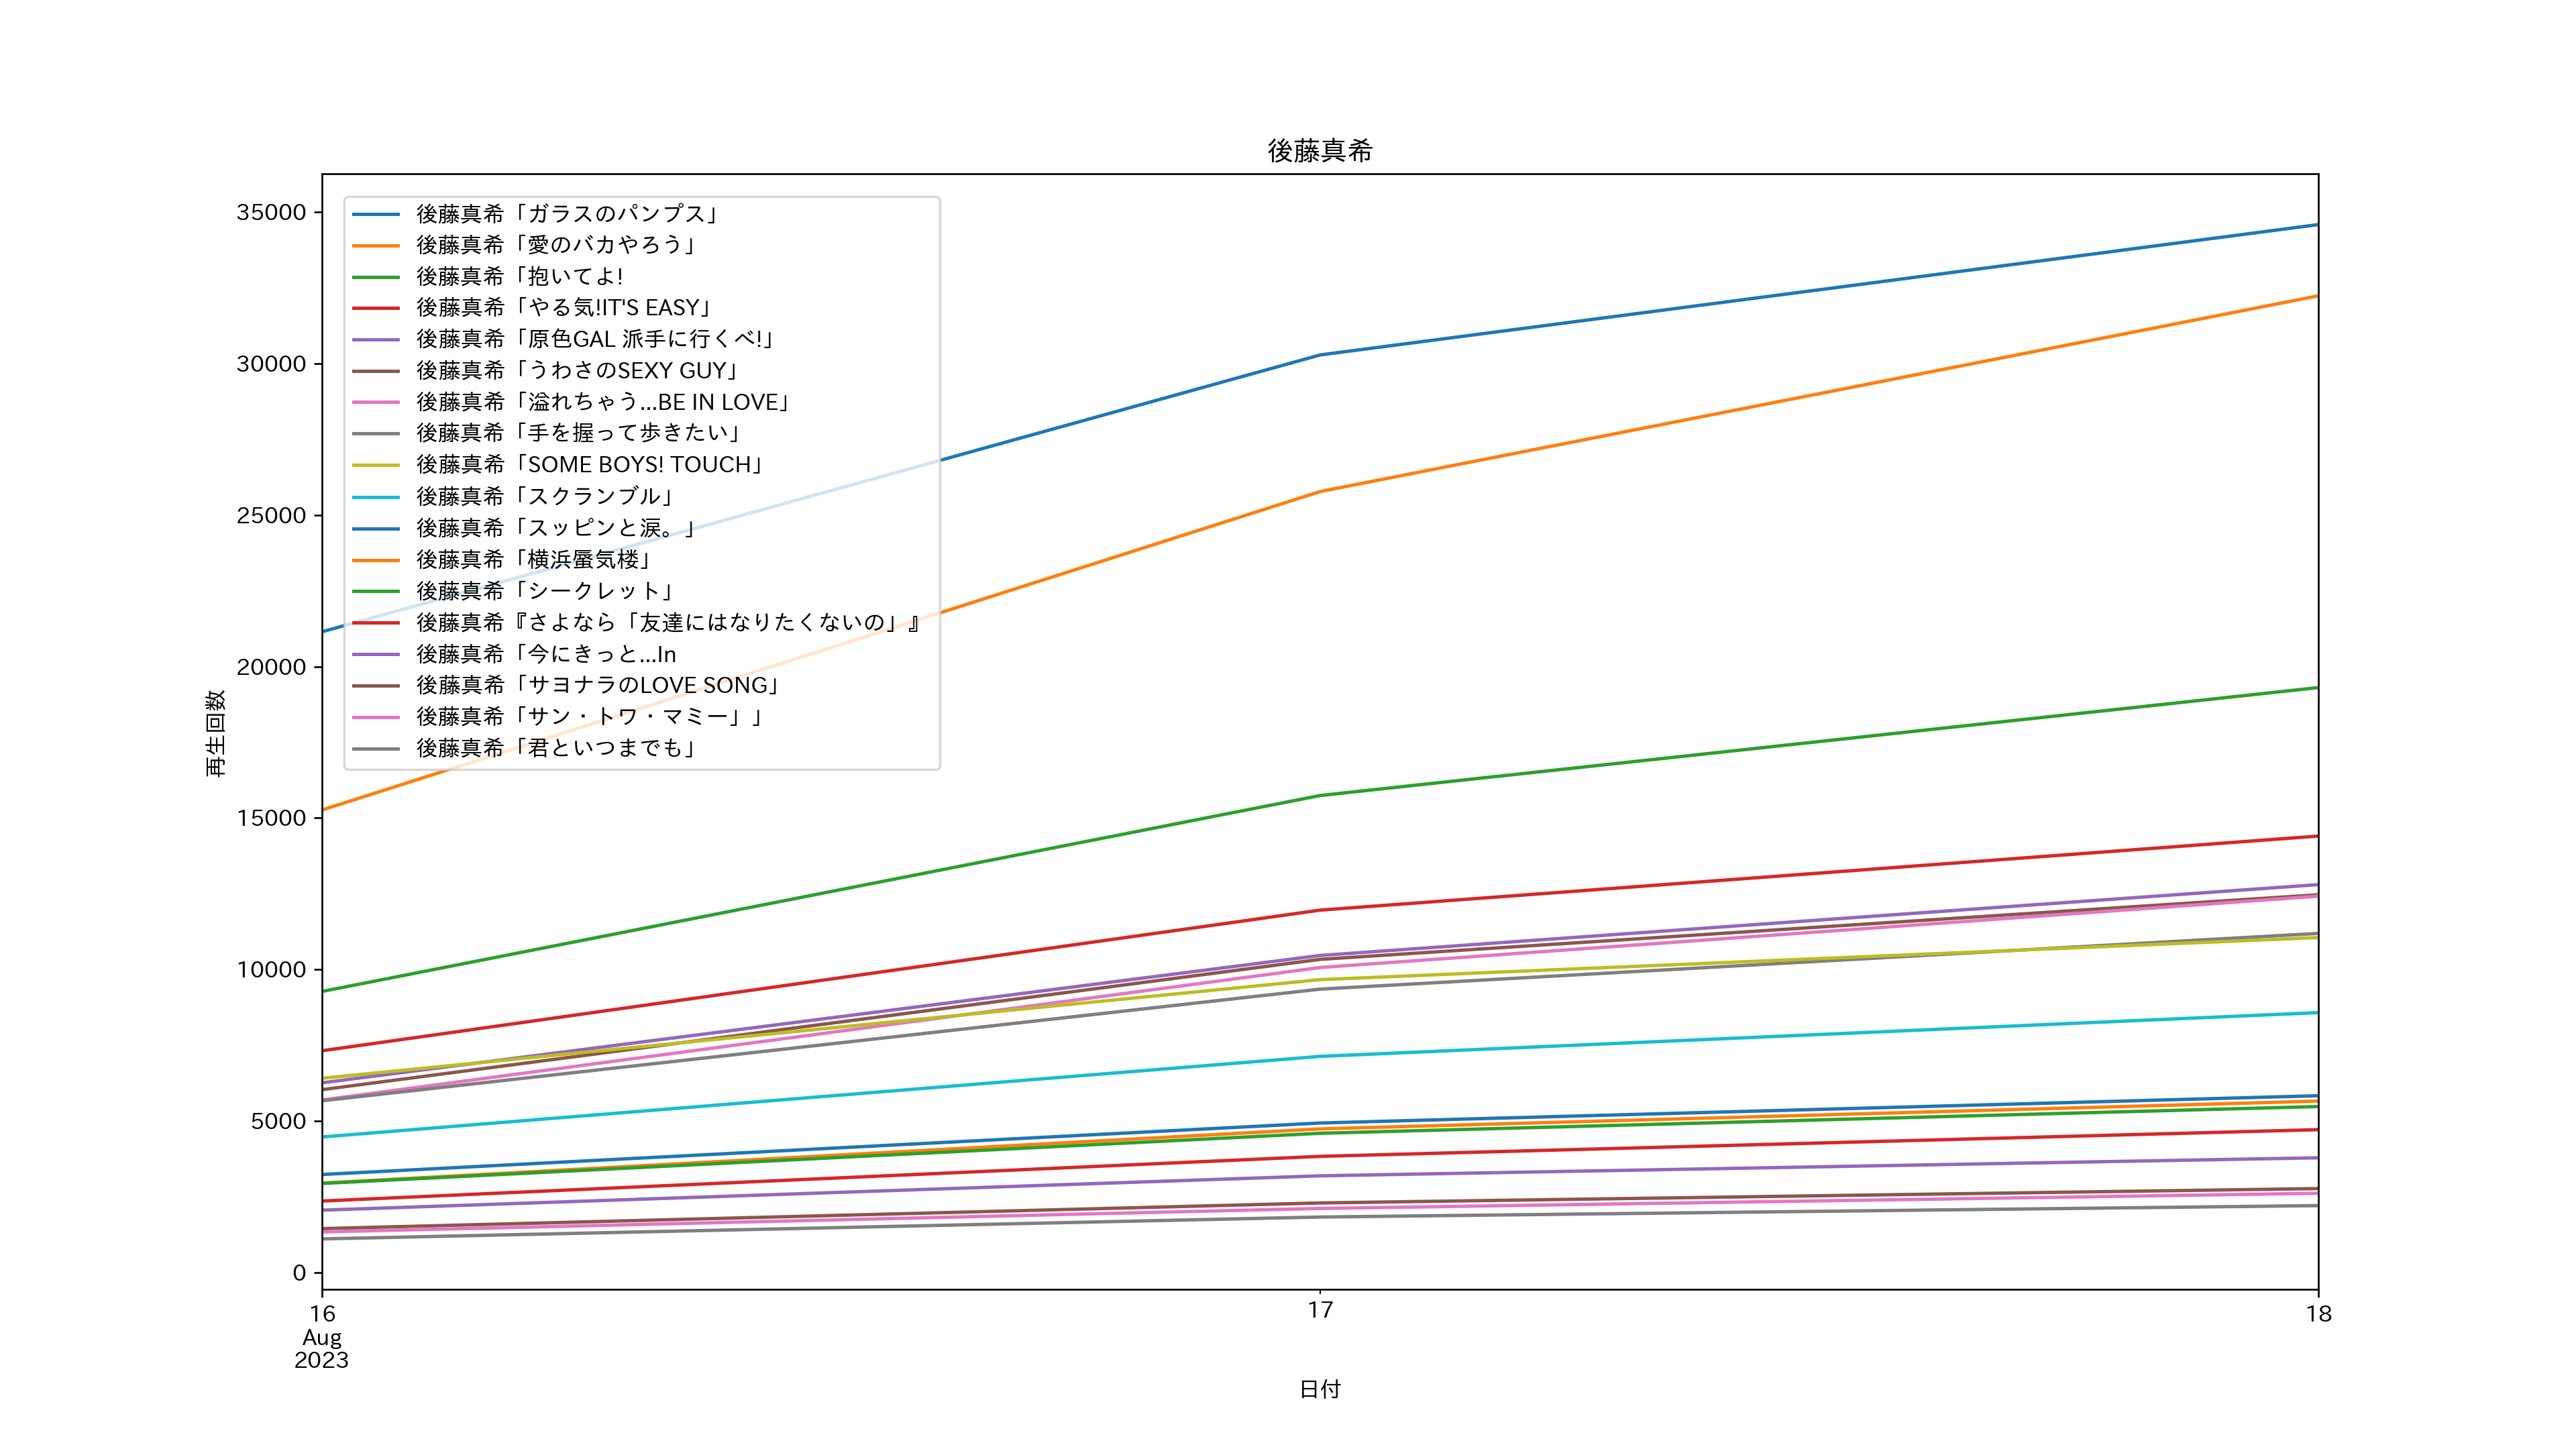 後藤真希
35000
30000
25000
20000
15000
10000
5000
0
再生回数
後藤真希「ガラスのパンプス」
後藤真希「愛のバカやろう」
後藤真希「抱いてよ!
後藤真希「やる気!IT'S EASY」
後藤真希「原色GAL 派手に行くべ!」
後藤真希「うわさのSEXY GUY」
後藤真希「溢れちゃう...BE IN LOVE」
後藤真希「手を握って歩きたい」
後藤真希「SOME BOYS! TOUCH」
後藤真希「スクランブル」
後藤真希「スッピンと涙。」
後藤真希「横浜蜃気楼」
後藤真希「シークレット」
後藤真希『さよなら「友達にはなりたくないの」』
後藤真希「今にきっと...In
後藤真希「サヨナラのLOVE SONG」
後藤真希「サン・トワ・マミー」」
後藤真希「君といつまでも」
16
Aug
2023
17
18
日付